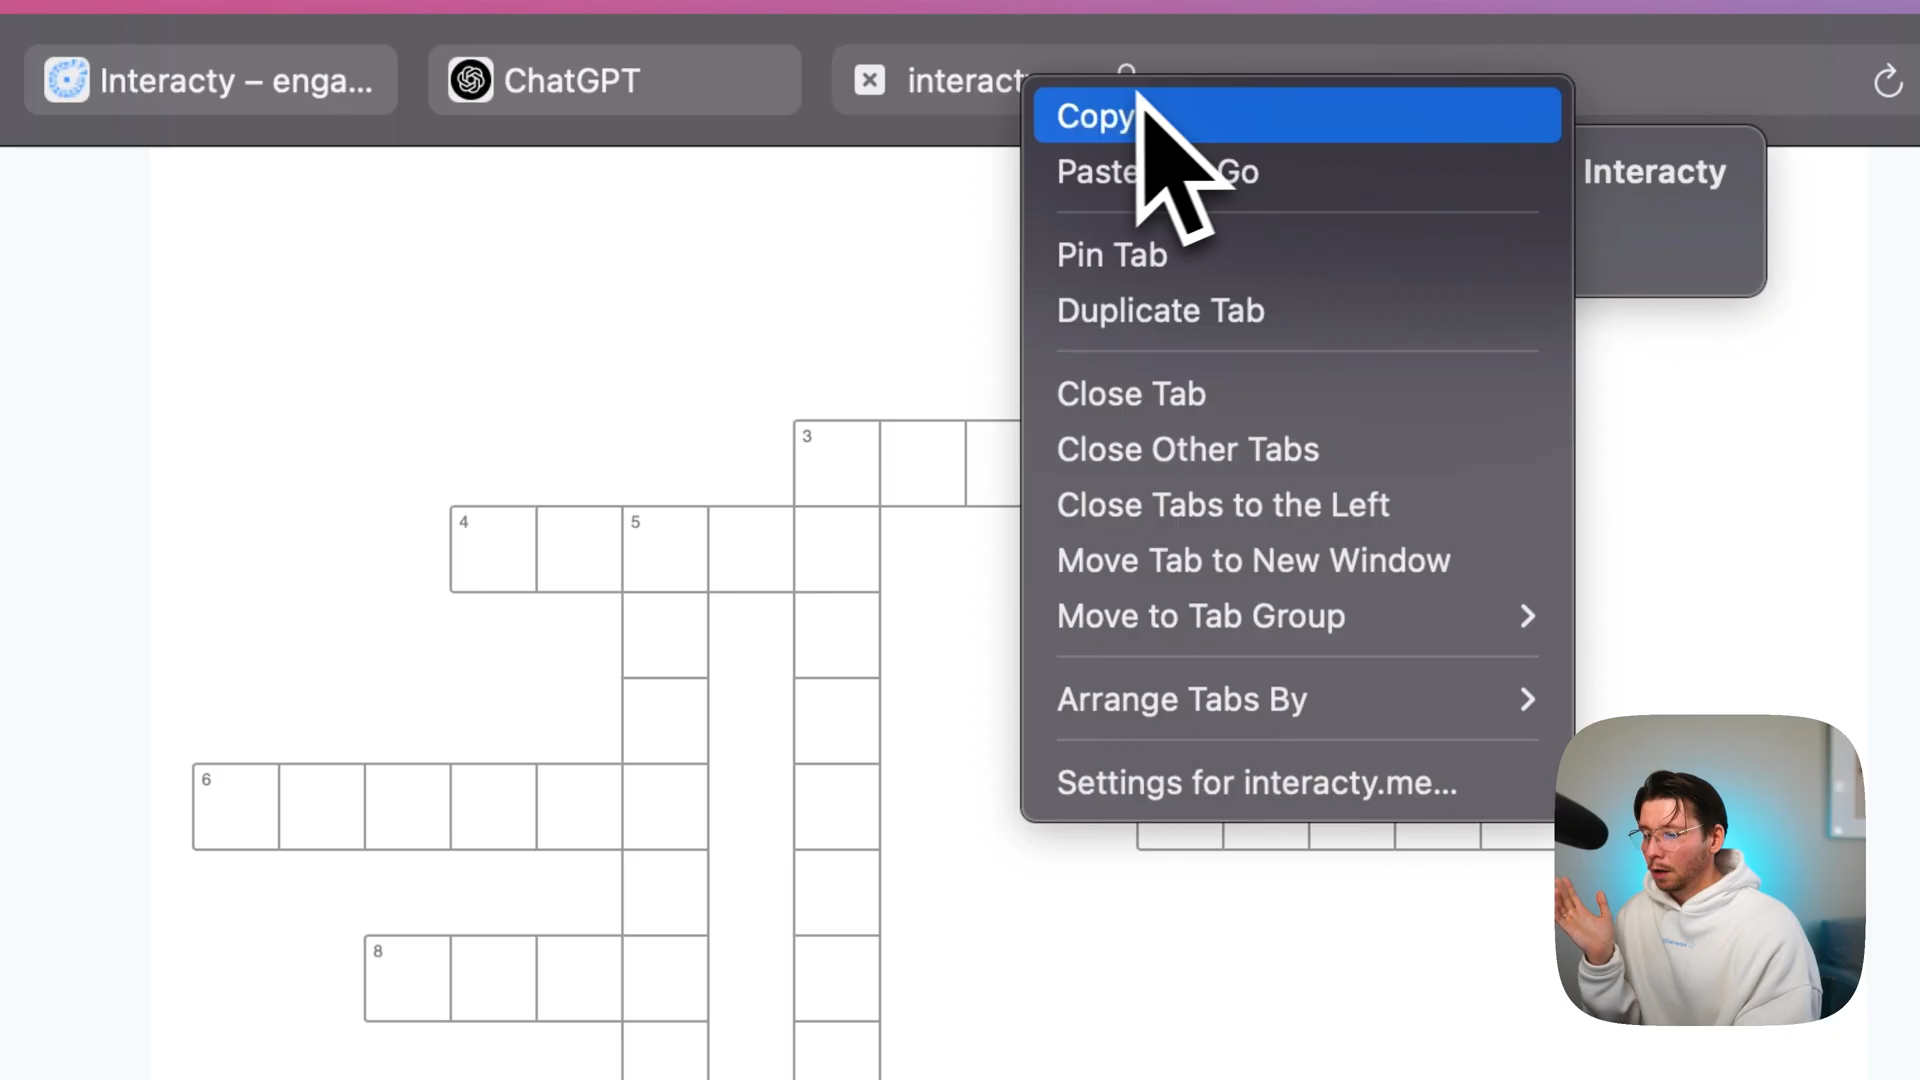 Interacty – enga...
ChatGPT
interact
Copy
Paste Go
Interacty
Pin Tab
Duplicate Tab
Close Tab
Close Other Tabs
Close Tabs to the Left
Move Tab to New Window
Move to Tab Group
Arrange Tabs By
Settings for interacty.me...
3
4
5
6
8